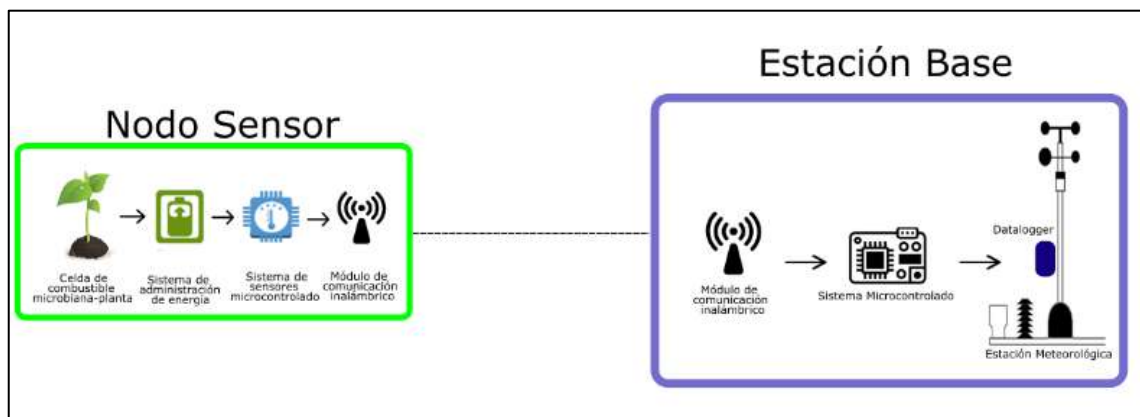 Estación Base
Nodo Sensor
Celda de
combustible
microbiana-planta
Sistema de
administración
de energía
Sistema de
sensores
microcontrolado
Módulo de
comunicación
inalámbrico
Módulo de
comunicación
inalámbrico
Sistema Microcontrolado
Datalogger
Estación Meteorológica